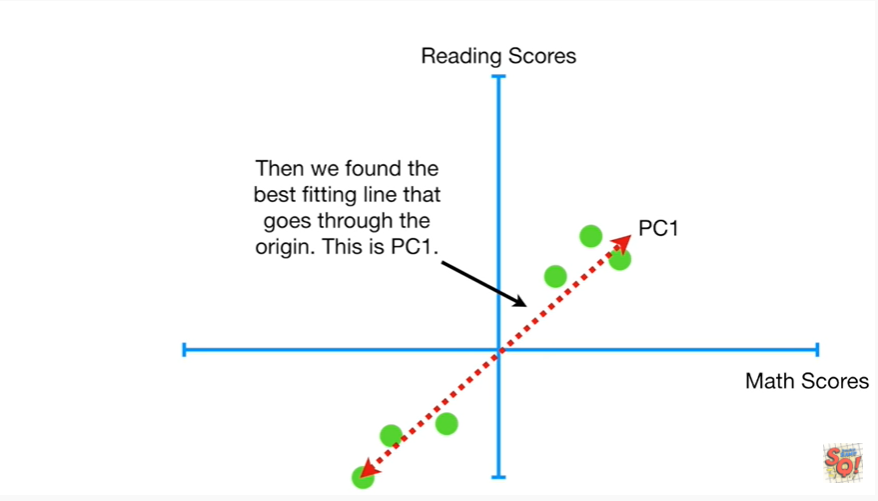 Reading Scores
Then we found the
best fitting line that
goes through the
origin. This is PC1.
PC1
Math Scores
SQ!